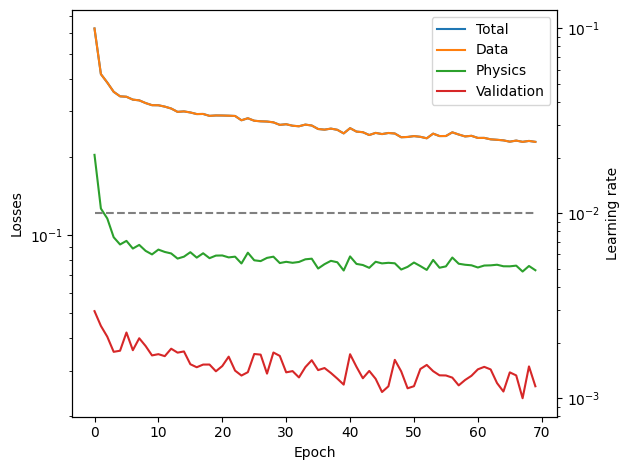 Total
Data
Physics
Validation
Losses
10⁻¹
Learning rate
10⁻¹
10⁻²
10⁻³
0 10 20 30 40 50 60 70
Epoch